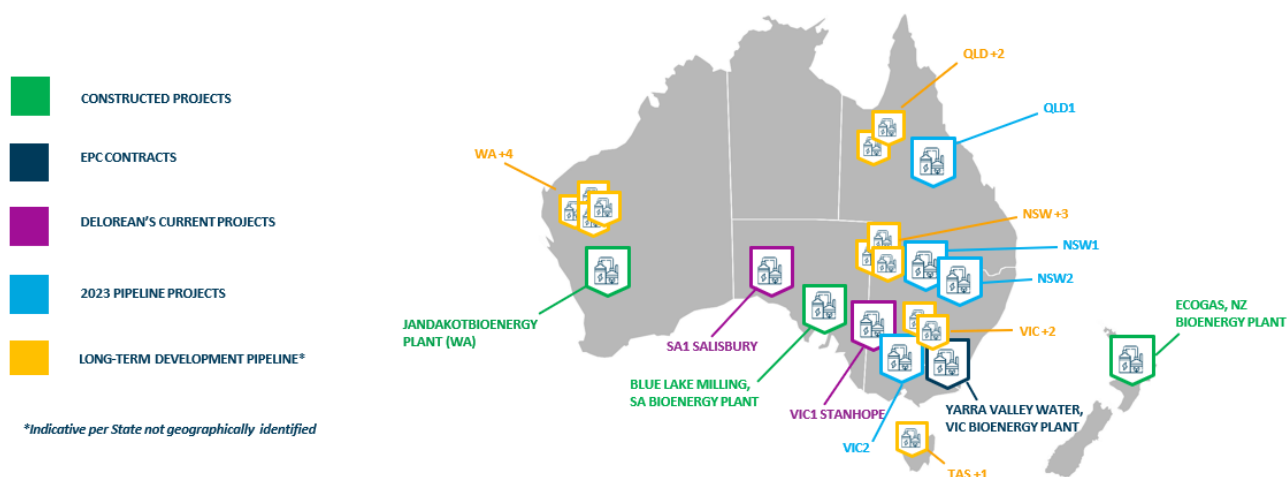 CONSTRUCTED PROJECTS
EPC CONTRACTS
DELOREAN'S CURRENT PROJECTS
2023 PIPELINE PROJECTS
LONG-TERM DEVELOPMENT PIPELINE*
*Indicative per State not geographically identified
QLD +2
QLD1
WA +4
NSW +3
NSW1
NSW2
JANDAKOTBIOENERGY
PLANT (WA)
SA1 SALISBURY
BLUE LAKE MILLING,
SA BIOENERGY PLANT
VIC +2
ECOGAS, NZ
BIOENERGY PLANT
VIC1 STANHOPE
YARRA VALLEY WATER,
VIC BIOENERGY PLANT
VIC2
TAS +1